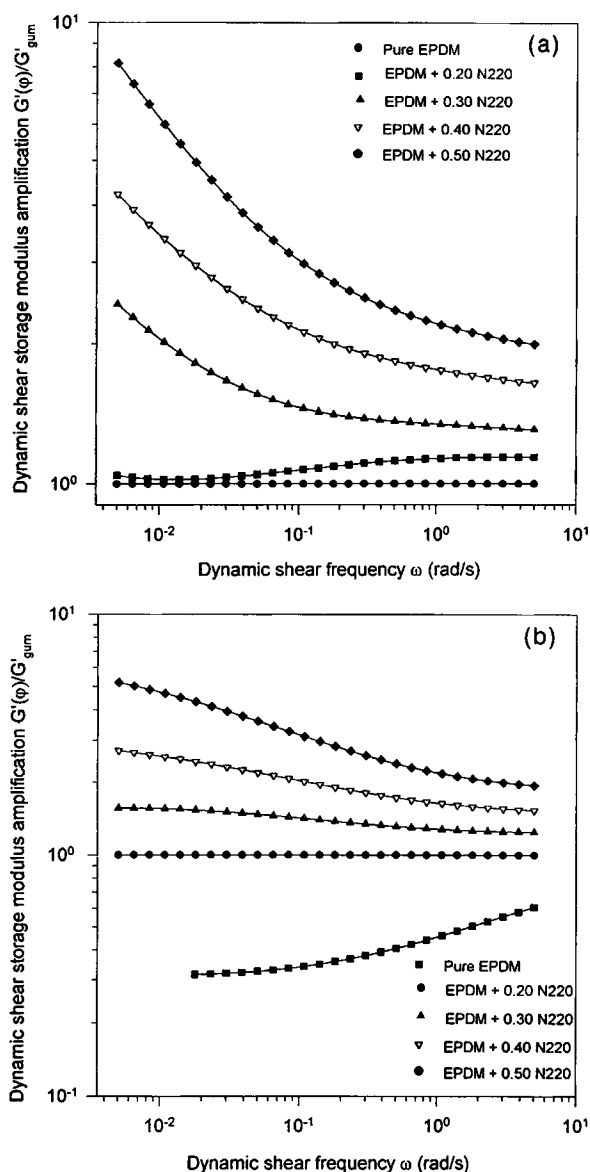 (a)
Pure EPDM
EPDM + 0.20 N220
EPDM + 0.30 N220
EPDM + 0.40 N220
EPDM + 0.50 N220
Dynamic shear storage modulus amplification G'(φ)/G'gum
10¹
10⁰
10⁻²
10⁻¹
10⁰
10¹
Dynamic shear frequency ω (rad/s)
(b)
Dynamic shear storage modulus amplification G'(φ)/G'gum
10¹
10⁰
10⁻¹
Pure EPDM
EPDM + 0.20 N220
EPDM + 0.30 N220
EPDM + 0.40 N220
EPDM + 0.50 N220
10⁻²
10⁻¹
10⁰
10¹
Dynamic shear frequency ω (rad/s)